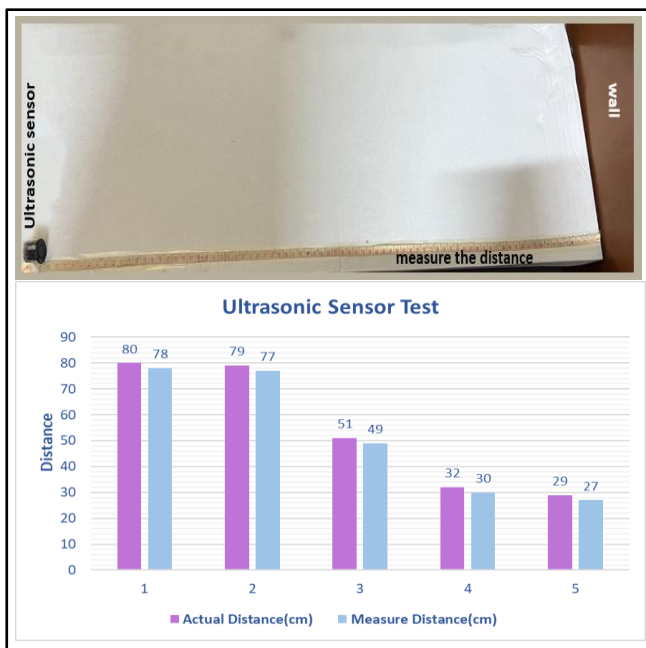 Ultrasonic sensor
wall
measure the distance
Ultrasonic Sensor Test
Distance
90
80
70
60
50
40
30
20
10
0
80 78
79 77
51 49
32 30
29 27
1 2 3 4 5
Actual Distance(cm) Measure Distance(cm)